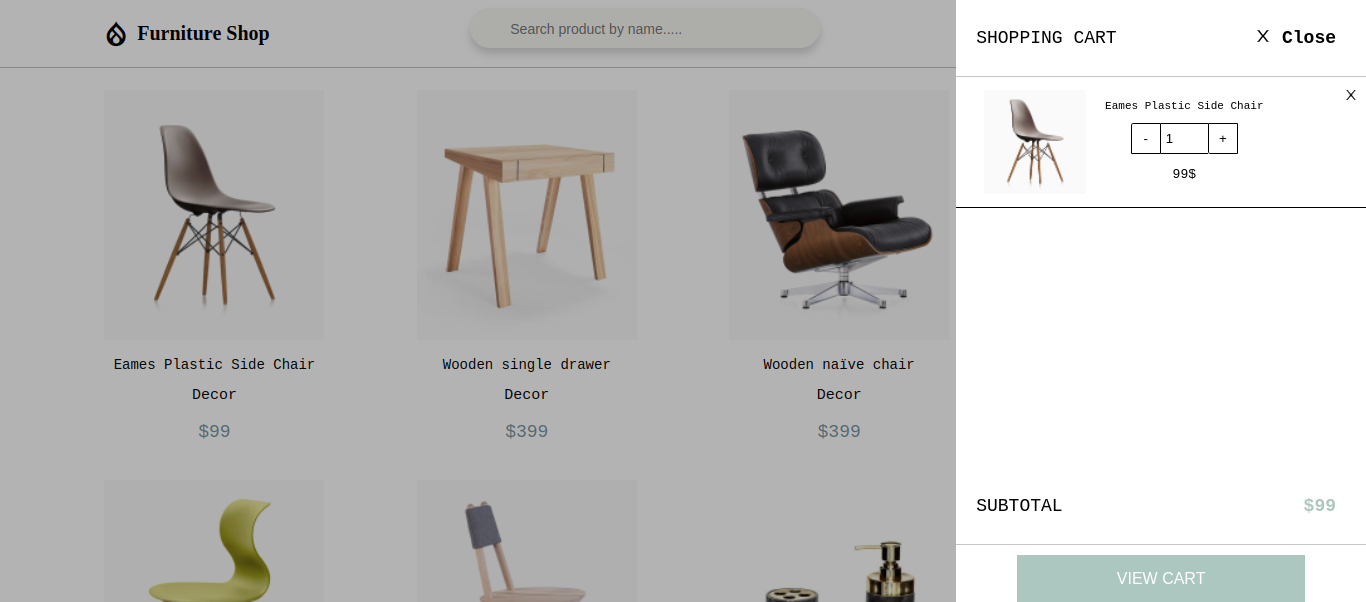 Furniture Shop
Search product by name.....
SHOPPING CART
X Close
Eames Plastic Side Chair
X
- 1 +
99$
Eames Plastic Side Chair
Decor
$99
Wooden single drawer
Decor
$399
Wooden naïve chair
Decor
$399
SUBTOTAL
$99
VIEW CART